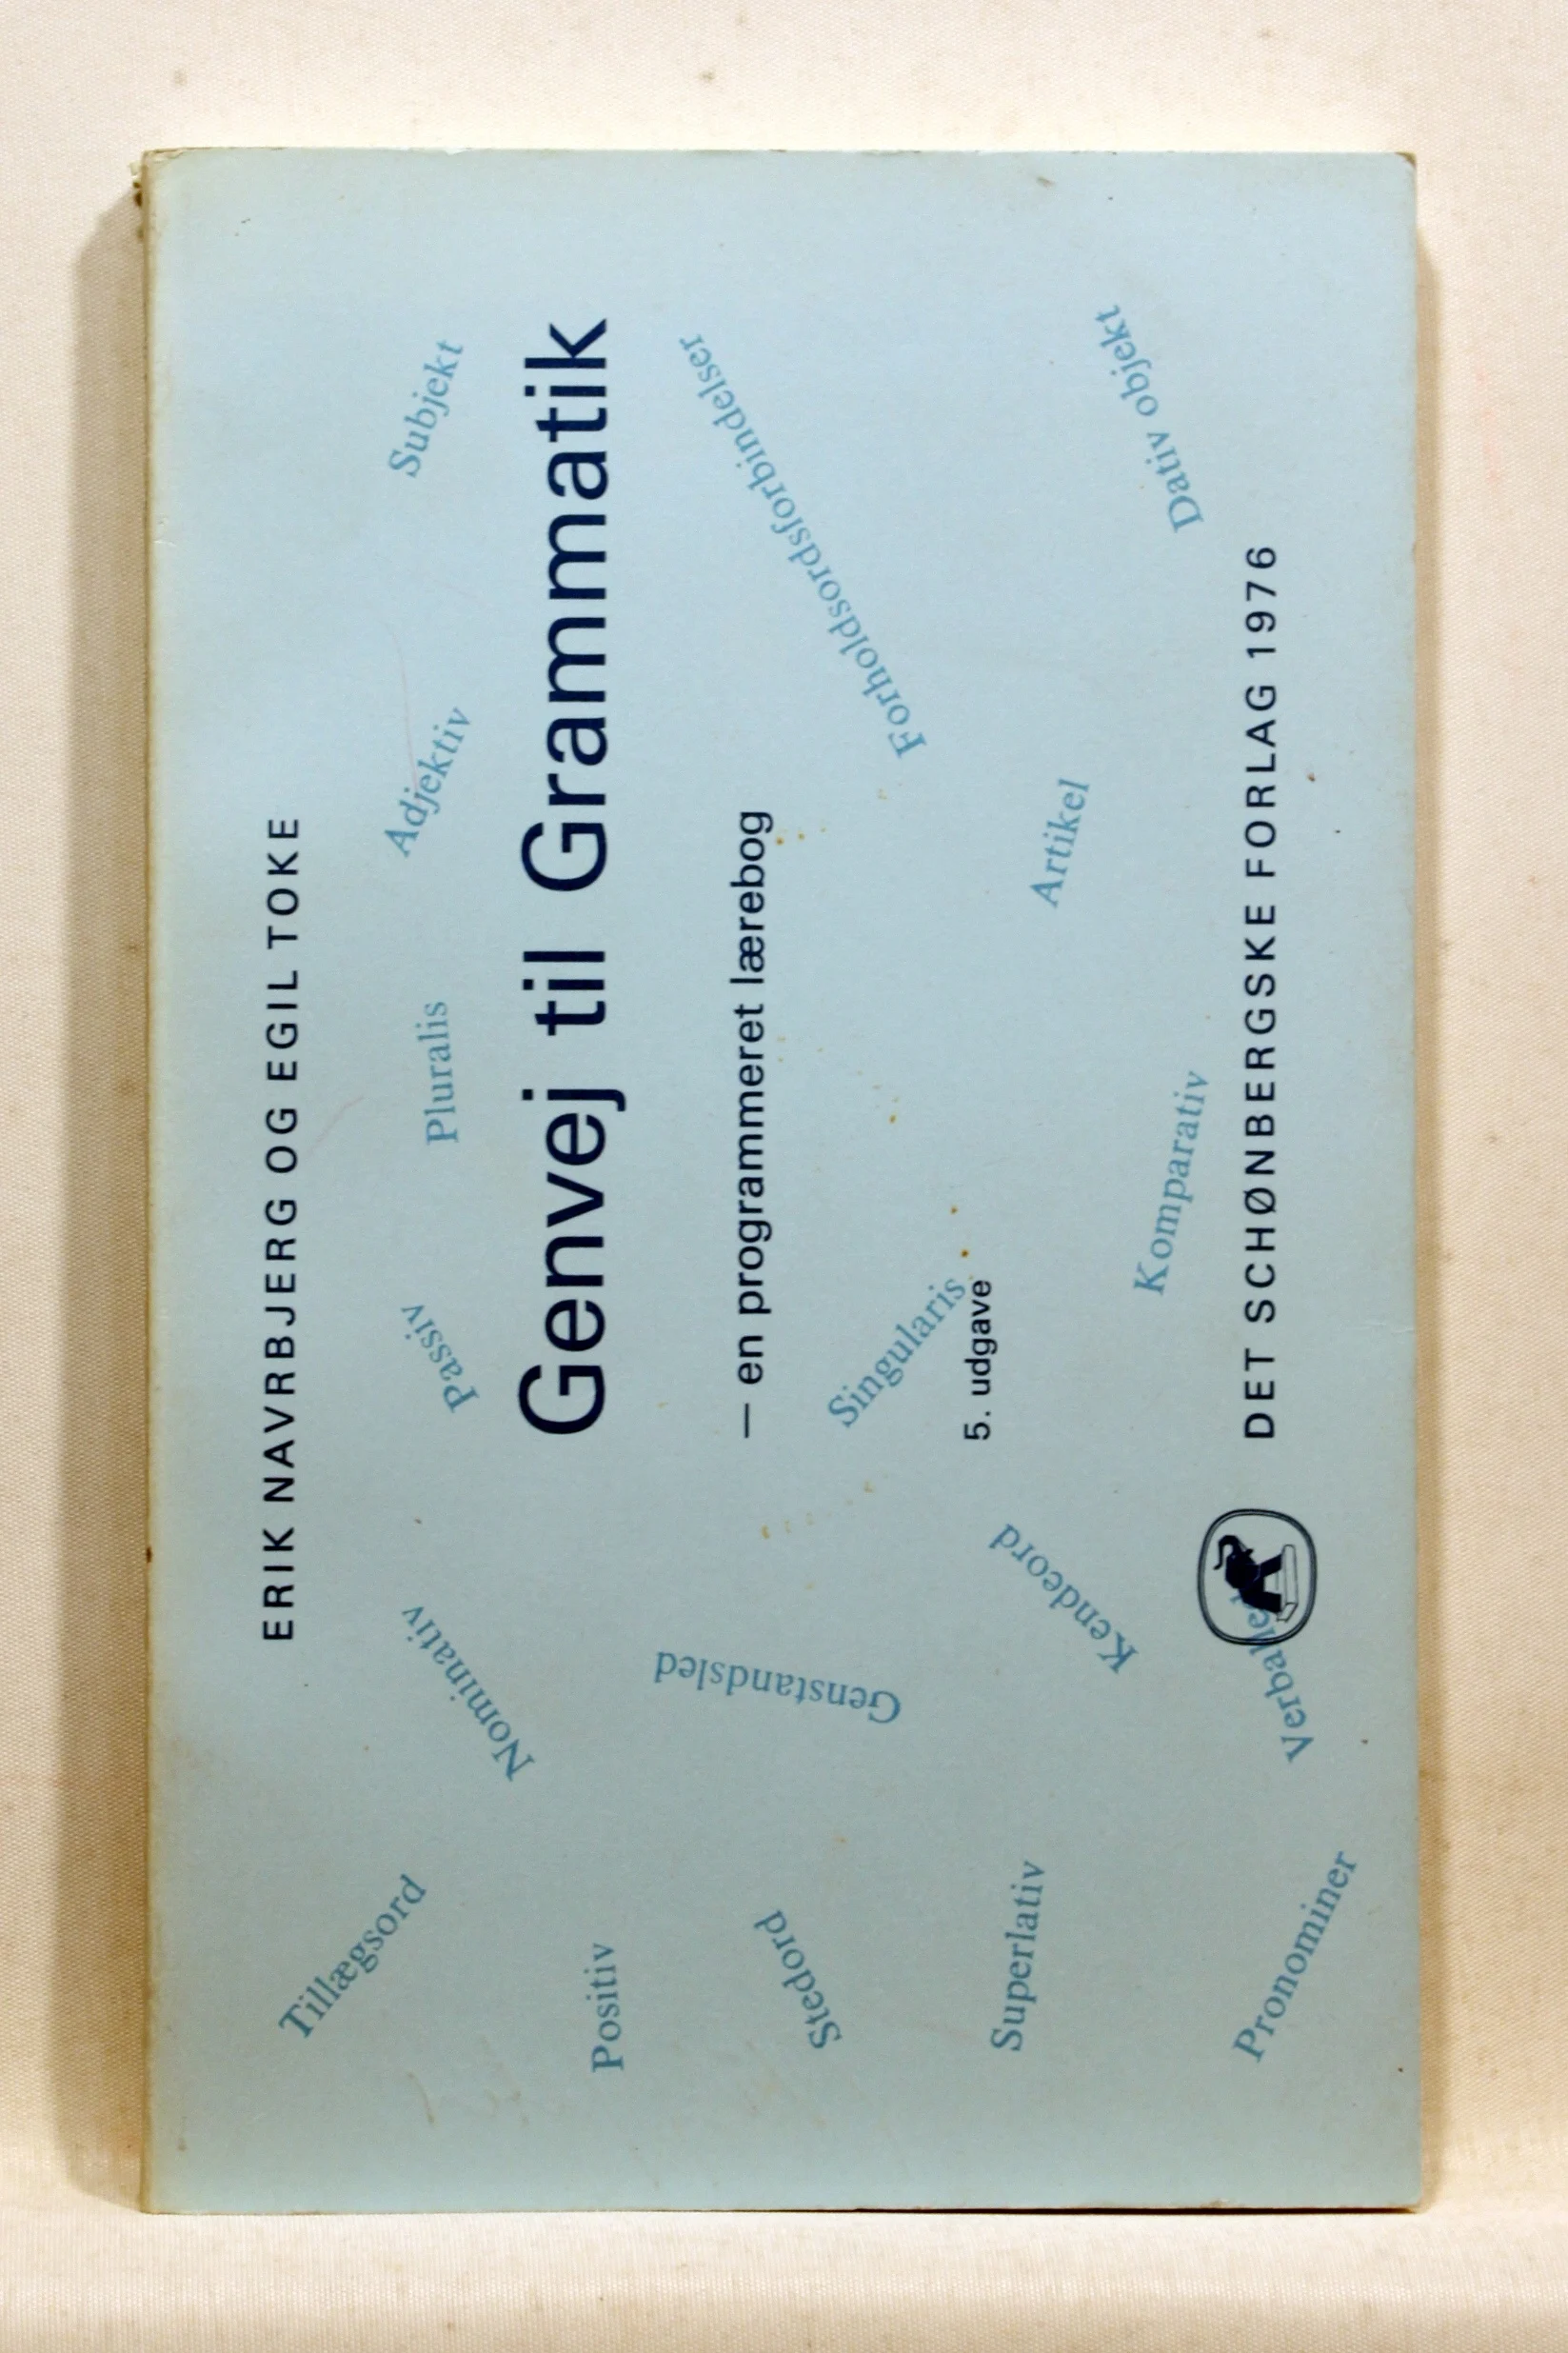 ERIK NAVRBJERG OG EGIL TOKE
Tillægsord
Nominativ
Passiv
Pluralis
Adjektiv
Subjekt
Genvej til Grammatik
Positiv
Genstandsled
– en programmeret lærebog
Forholdsordsforbindelser
Stedord
Singularis
5. udgave
Superlativ
Kendeord
Artikel
Komparativ
Dativ objekt
DET SCHØNBERGSKE FORLAG 1976
Pronominer